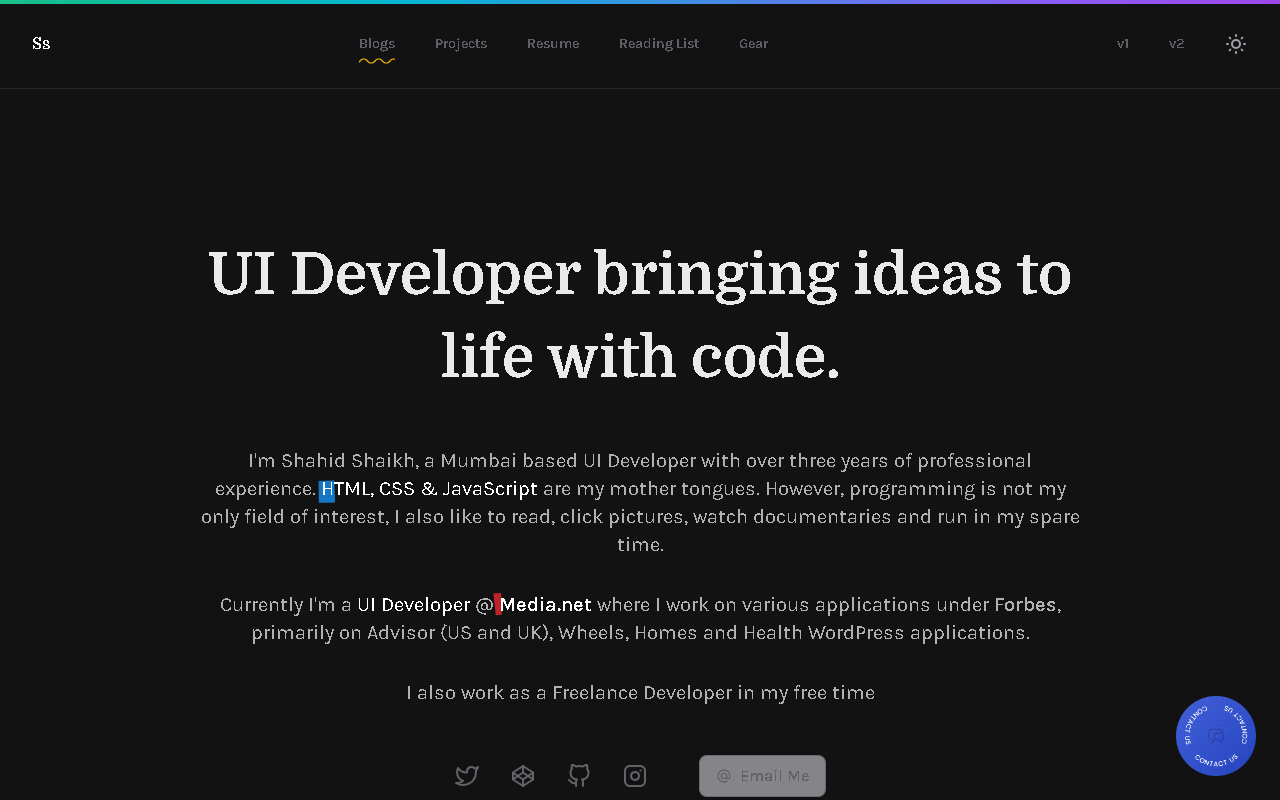 Ss
Blogs Projects Resume Reading List Gear
v1 v2
UI Developer bringing ideas to
life with code.
I'm Shahid Shaikh, a Mumbai based UI Developer with over three years of professional
experience. HTML, CSS & JavaScript are my mother tongues. However, programming is not my
only field of interest, I also like to read, click pictures, watch documentaries and run in my spare
time.
Currently I'm a UI Developer @ Media.net where I work on various applications under Forbes,
primarily on Advisor (US and UK), Wheels, Homes and Health WordPress applications.
I also work as a Freelance Developer in my free time
@ Email Me
CONTACT US CONTACT US CONTACT US